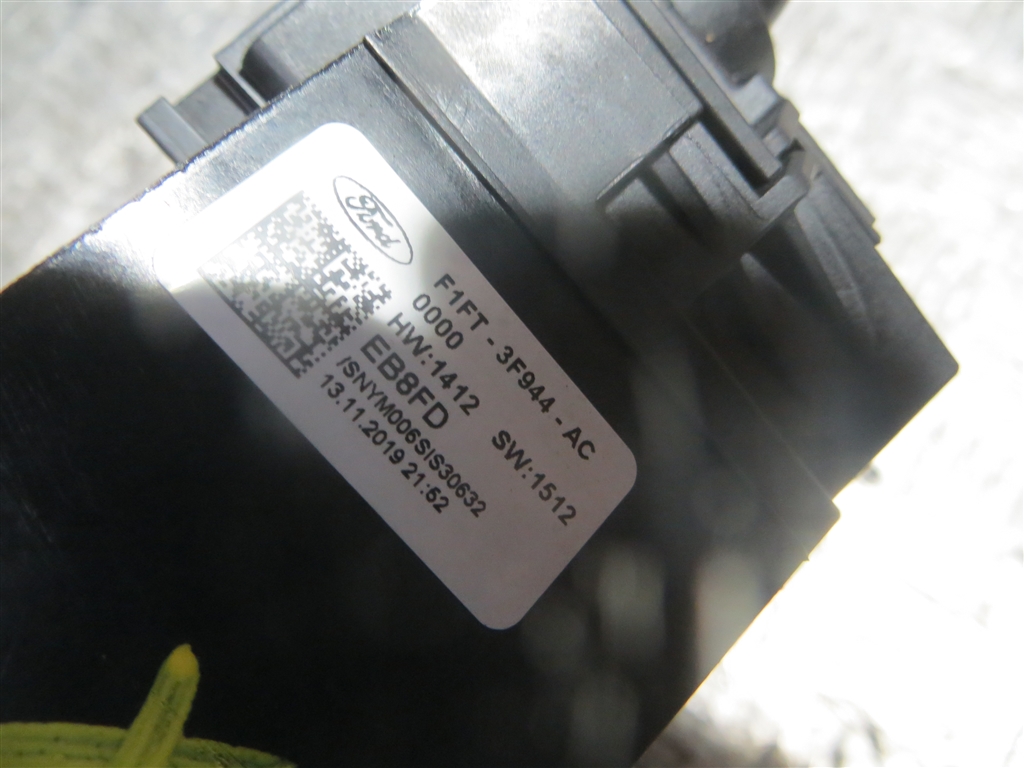 Ford
F1FT - 3F944 - AC
0000
HW:1412 SW:1512
EB8FD
/SNYM006SIS30632
13.11.2019 21:52